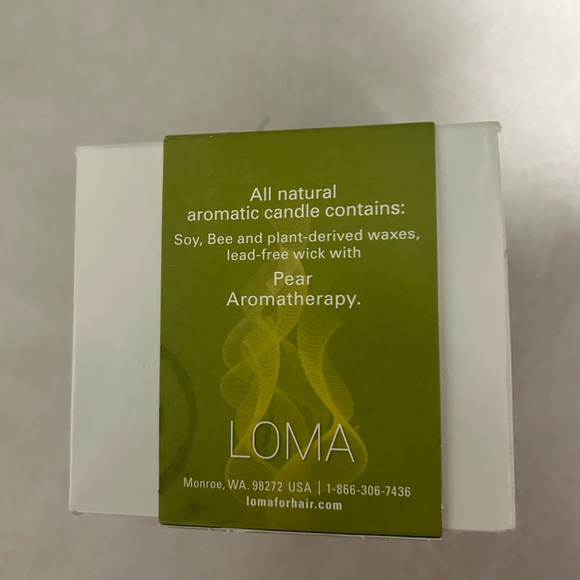 All natural
aromatic candle contains:
Soy, Bee and plant-derived waxes,
lead-free wick with
Pear
Aromatherapy.
LOMA
Monroe, WA. 98272 USA | 1-866-306-7436
lomaforhair.com